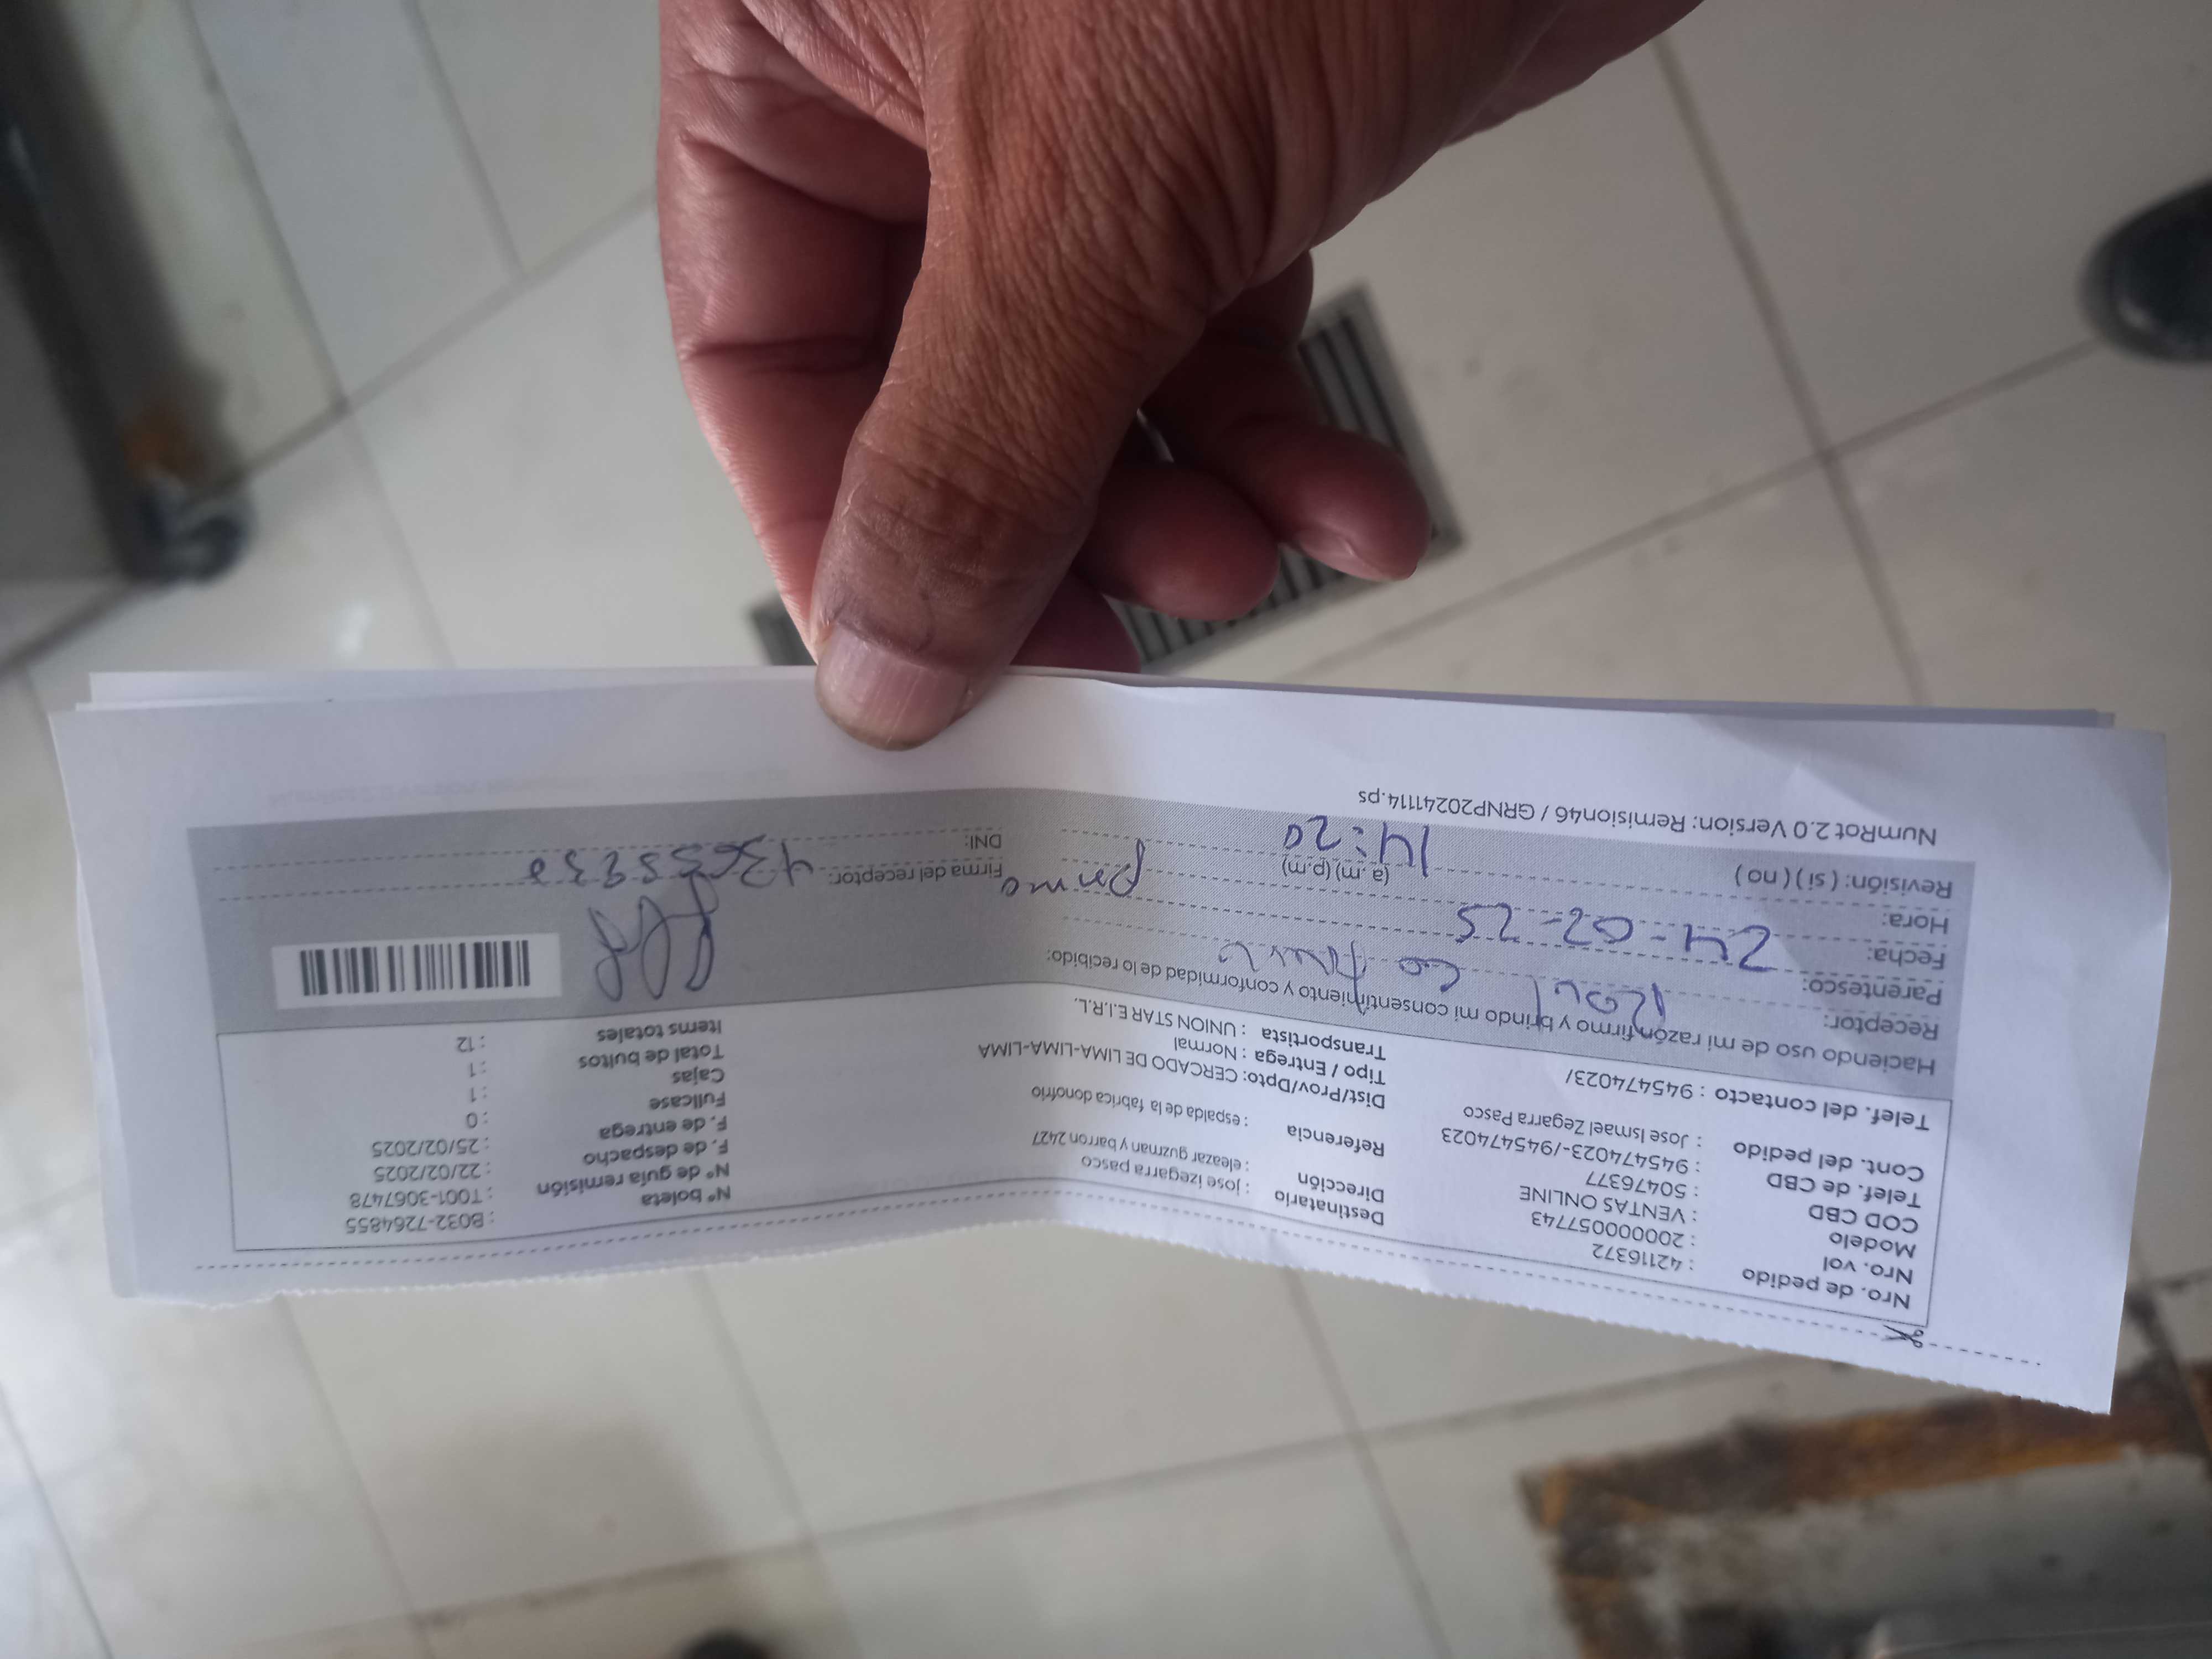 Nro. de pedido : 42116372
Nro. vol : 200000057743
Modelo : VENTAS ONLINE
COD CBD : 50476377
Telef. de CBD : 945474023-/945474023
Cont. del pedido : Jose Ismael Zegarra Pasco
Telef. del contacto : 945474023/
Destinatario : jose izegarra pasco
Dirección : eleazar guzman y barron 2427
Referencia : espalda de la fabrica donofrio
Dist/Prov/Dpto: CERCADO DE LIMA-LIMA-LIMA
Tipo / Entrega : Normal
Transportista : UNION STAR E.I.R.L.
N° boleta : B032-7264855
N° de guía remisión : T001-3067478
F. de despacho : 22/02/2025
F. de entrega : 25/02/2025
Fullcase : 0
Cajas : 1
Total de bultos : 1
Items totales : 12
Haciendo uso de mi razón firmo y brindo mi consentimiento y conformidad de lo recibido:
Receptor:
Parentesco: Primo
Fecha: 24-02-25
Hora: 14:20 (a.m) (p.m)
Revisión: ( si ) ( no )
Firma del receptor:
DNI:
NumRot 2.0 Version: Remision46 / GRNP20241114.ps